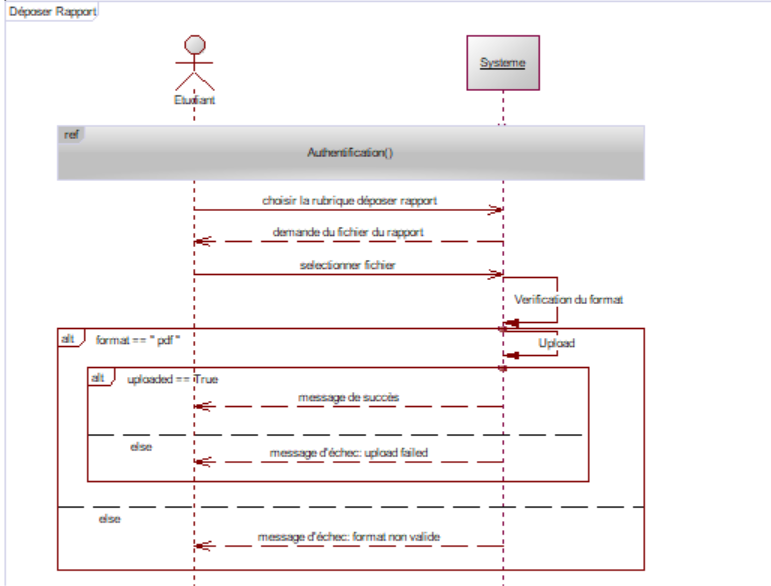 Déposer Rapport
Systeme
Etudiant
ref
Authentification()
choisir la rubrique déposer rapport
demande du fichier du rapport
selectionner fichier
Verification du format
alt
format == " pdf "
Upload
alt
uploaded == True
message de succès
else
message d'échec: upload failed
else
message d'échec: format non valide